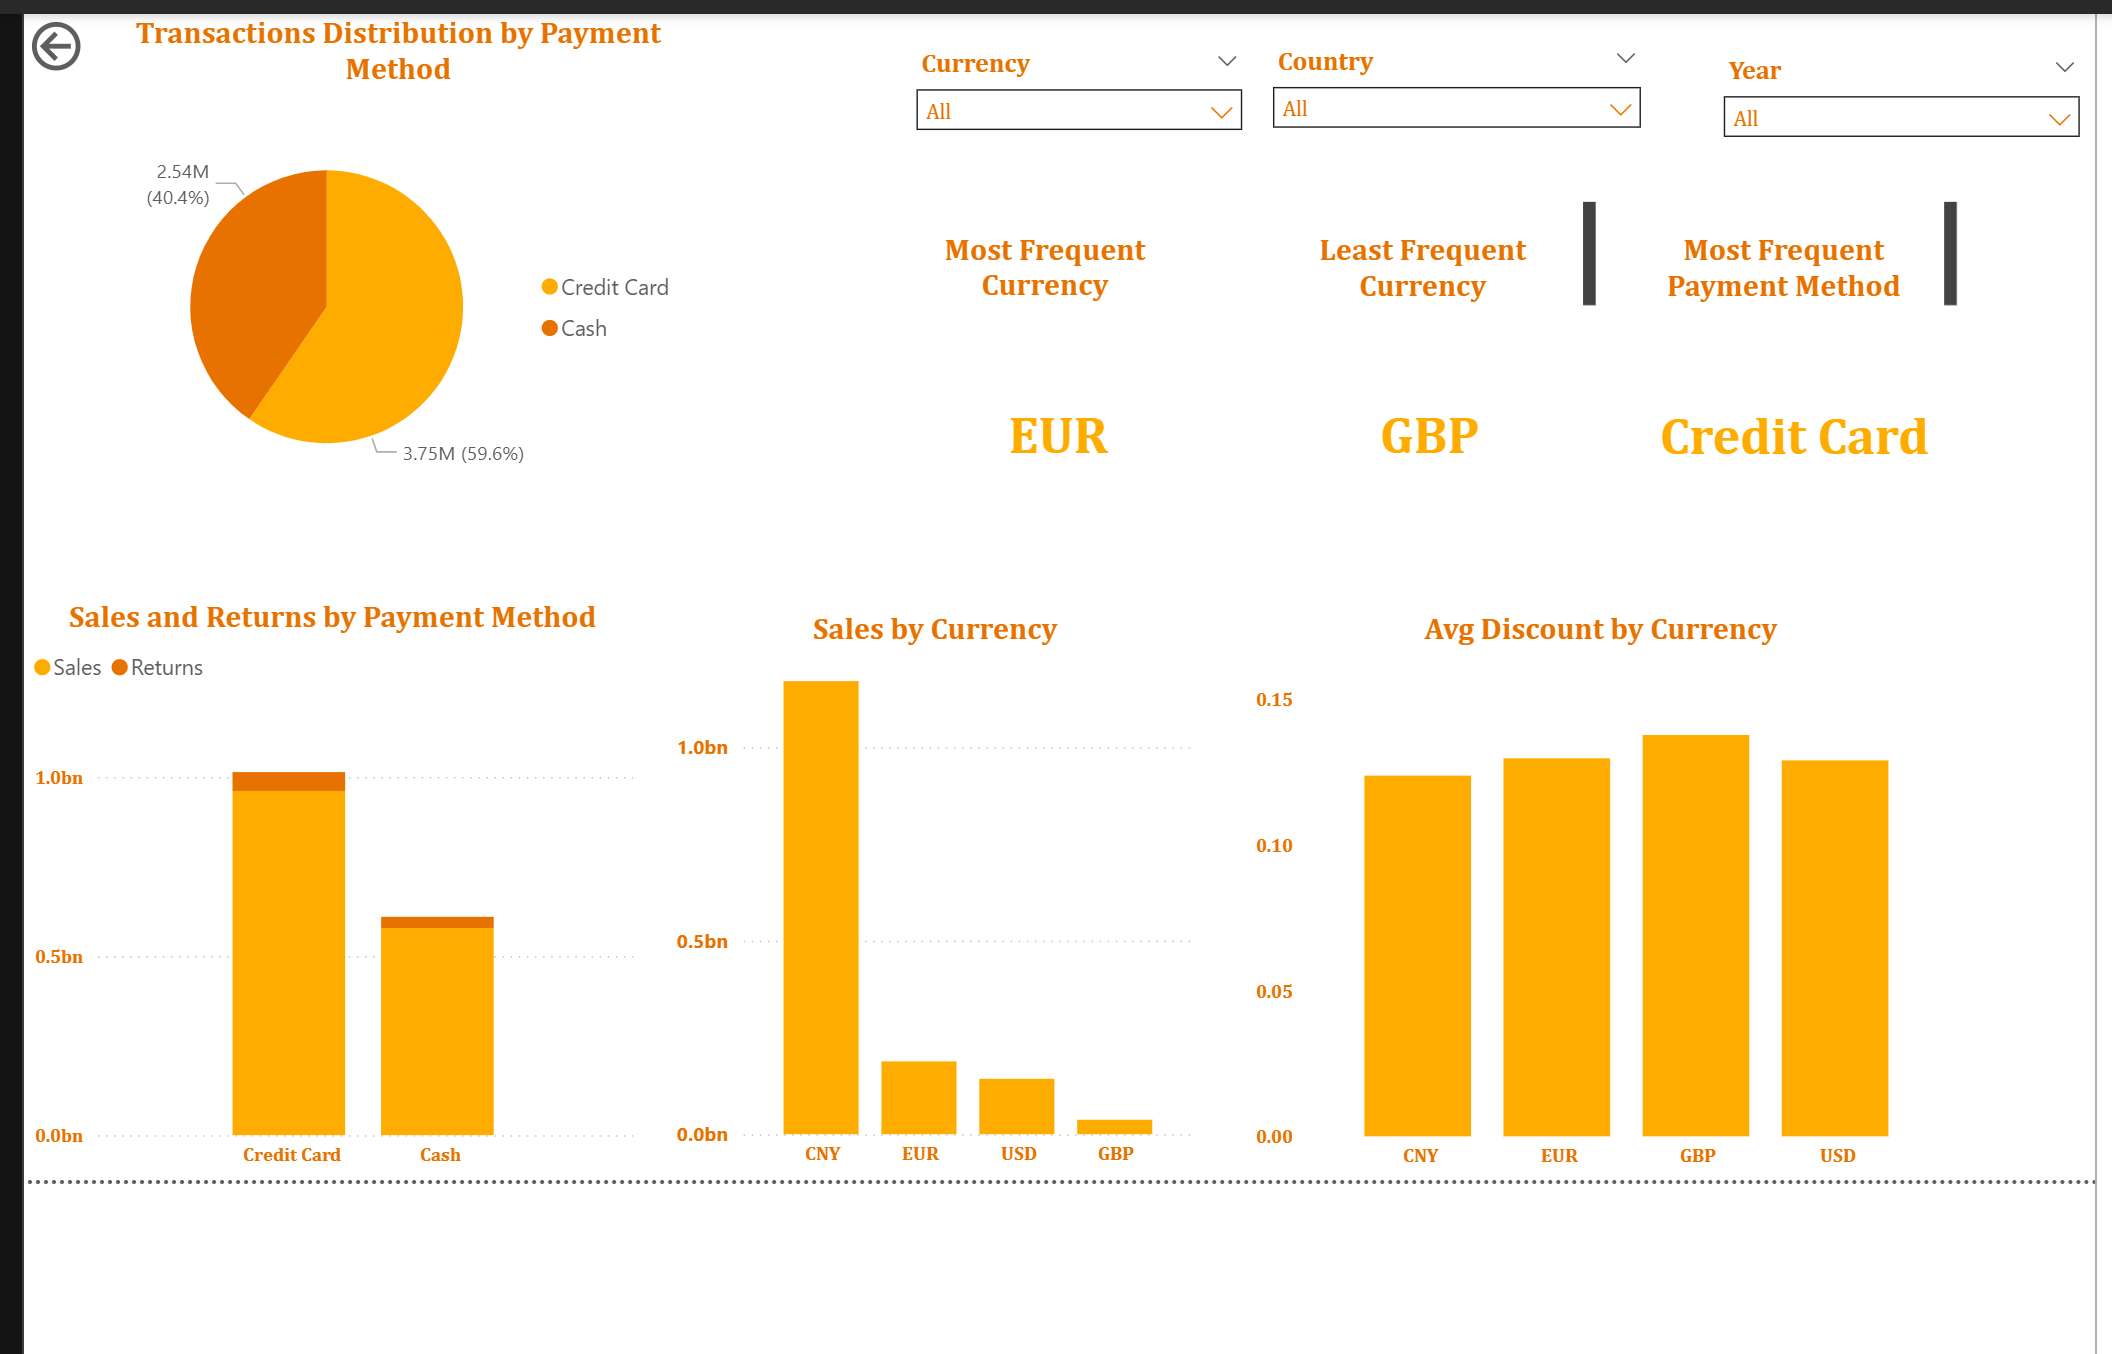 Transactions Distribution by Payment
Method
2.54M
(40.4%)
3.75M (59.6%)
Credit Card
Cash
Currency
All
Country
All
Year
All
Most Frequent
Currency
EUR
Least Frequent
Currency
GBP
Most Frequent
Payment Method
Credit Card
Sales and Returns by Payment Method
Sales Returns
1.0bn
0.5bn
0.0bn
Credit Card Cash
Sales by Currency
1.0bn
0.5bn
0.0bn
CNY EUR USD GBP
Avg Discount by Currency
0.15
0.10
0.05
0.00
CNY EUR GBP USD